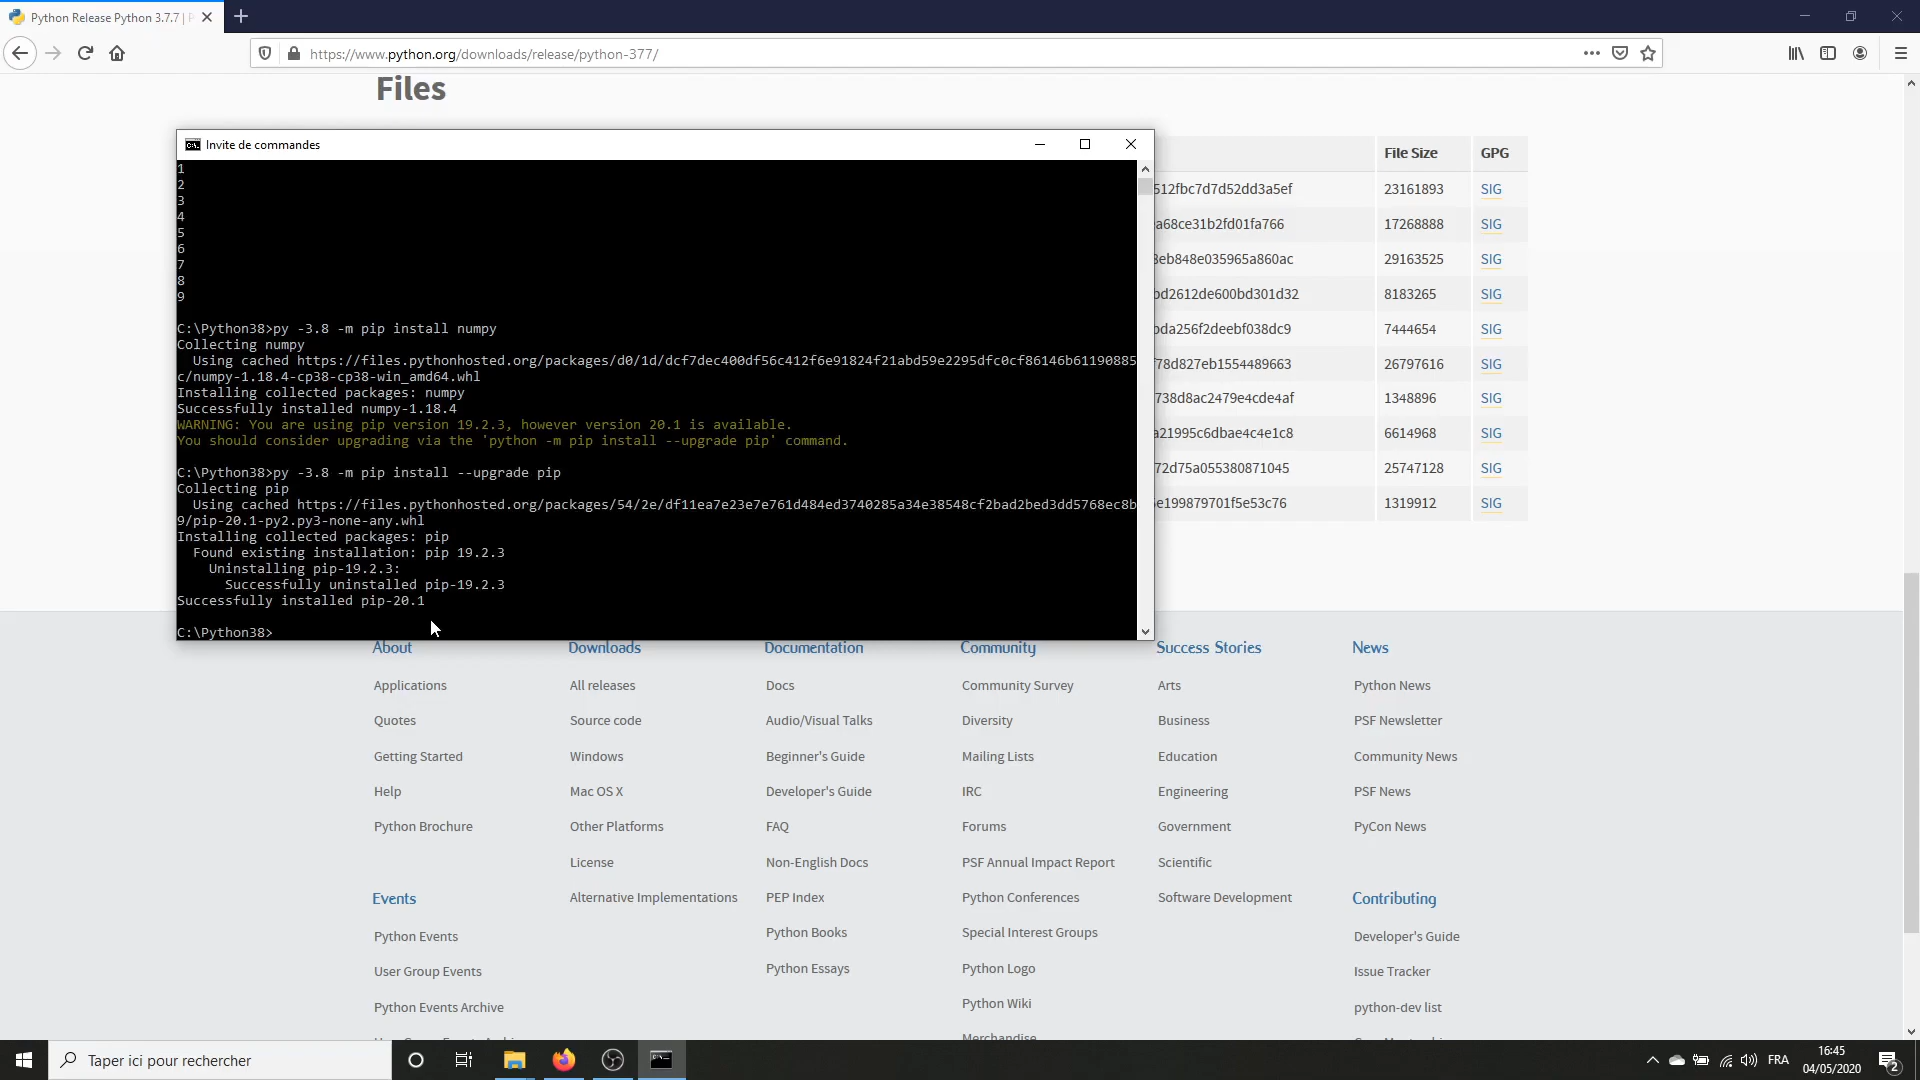 Python Release Python 3.7.7 | P
https://www.python.org/downloads/release/python-377/
Files
Invite de commandes
1
2
3
4
5
6
7
8
9
C:\Python38>py -3.8 -m pip install numpy
Collecting numpy
Using cached https://files.pythonhosted.org/packages/d0/1d/dcf7dec400df56c412f6e91824f21abd59e2295dfc0cf86146b61190885
c/numpy-1.18.4-cp38-cp38-win_amd64.whl
Installing collected packages: numpy
Successfully installed numpy-1.18.4
WARNING: You are using pip version 19.2.3, however version 20.1 is available.
You should consider upgrading via the 'python -m pip install --upgrade pip' command.
C:\Python38>py -3.8 -m pip install --upgrade pip
Collecting pip
Using cached https://files.pythonhosted.org/packages/54/2e/df11ea7e23e7e761d484ed3740285a34e38548cf2bad2bed3dd5768ec8b
9/pip-20.1-py2.py3-none-any.whl
Installing collected packages: pip
Found existing installation: pip 19.2.3
Uninstalling pip-19.2.3:
Successfully uninstalled pip-19.2.3
Successfully installed pip-20.1
C:\Python38>
File Size GPG
512fbc7d7d52dd3a5ef 23161893 SIG
a68ce31b2fd01fa766 17268888 SIG
8eb848e035965a860ac 29163525 SIG
bd2612de600bd301d32 8183265 SIG
bda256f2deebf038dc9 7444654 SIG
f78d827eb1554489663 26797616 SIG
738d8ac2479e4cde4af 1348896 SIG
a21995c6dbae4c4e1c8 6614968 SIG
72d75a055380871045 25747128 SIG
5e199879701f5e53c76 1319912 SIG
About
Applications
Quotes
Getting Started
Help
Python Brochure
Downloads
All releases
Source code
Windows
Mac OS X
Other Platforms
License
Alternative Implementations
Documentation
Docs
Audio/Visual Talks
Beginner's Guide
Developer's Guide
FAQ
Non-English Docs
PEP Index
Python Books
Python Essays
Community
Community Survey
Diversity
Mailing Lists
IRC
Forums
PSF Annual Impact Report
Python Conferences
Special Interest Groups
Python Logo
Python Wiki
Merchandise
Success Stories
Arts
Business
Education
Engineering
Government
Scientific
Software Development
News
Python News
PSF Newsletter
Community News
PSF News
PyCon News
Events
Python Events
User Group Events
Python Events Archive
Contributing
Developer's Guide
Issue Tracker
python-dev list
Taper ici pour rechercher
FRA
16:45
04/05/2020
2